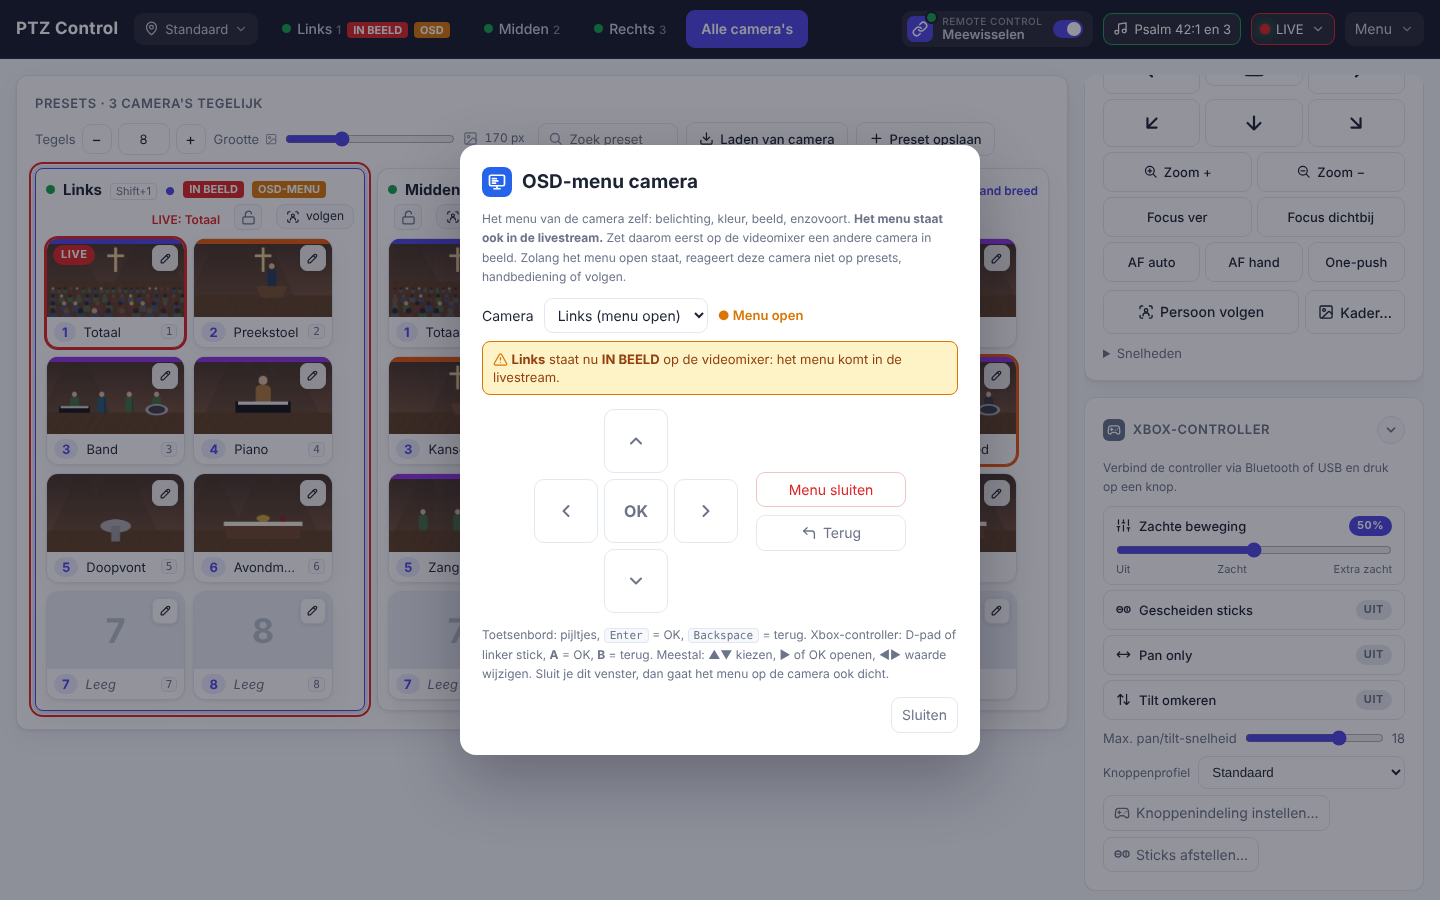 PTZ Control
Standaard
Links 1 IN BEELD OSD
Midden 2
Rechts 3
Alle camera's
REMOTE CONTROL
Meewisselen
Psalm 42:1 en 3
LIVE
Menu
PRESETS · 3 CAMERA'S TEGELIJK
Tegels − 8 + Grootte 170 px Zoek preset Laden van camera + Preset opslaan
Links Shift+1 IN BEELD OSD-MENU
LIVE: Totaal volgen
LIVE
1 Totaal 1
2 Preekstoel 2
3 Band 3
4 Piano 4
5 Doopvont 5
6 Avondm... 6
7
8
7 Leeg 7
8 Leeg 8
Midden
and breed
1 Totaa
3 Kans
d
5 Zang
7 Leeg
OSD-menu camera
Het menu van de camera zelf: belichting, kleur, beeld, enzovoort. Het menu staat
ook in de livestream. Zet daarom eerst op de videomixer een andere camera in
beeld. Zolang het menu open staat, reageert deze camera niet op presets,
handbediening of volgen.
Camera Links (menu open) Menu open
Links staat nu IN BEELD op de videomixer: het menu komt in de
livestream.
OK
Menu sluiten
Terug
Toetsenbord: pijltjes, Enter = OK, Backspace = terug. Xbox-controller: D-pad of
linker stick, A = OK, B = terug. Meestal: ▲▼ kiezen, ▶ of OK openen, ◀▶ waarde
wijzigen. Sluit je dit venster, dan gaat het menu op de camera ook dicht.
Sluiten
Zoom +
Zoom −
Focus ver
Focus dichtbij
AF auto
AF hand
One-push
Persoon volgen
Kader...
Snelheden
XBOX-CONTROLLER
Verbind de controller via Bluetooth of USB en druk
op een knop.
Zachte beweging 50%
Uit Zacht Extra zacht
Gescheiden sticks UIT
Pan only UIT
Tilt omkeren UIT
Max. pan/tilt-snelheid 18
Knoppenprofiel Standaard
Knoppenindeling instellen...
Sticks afstellen...